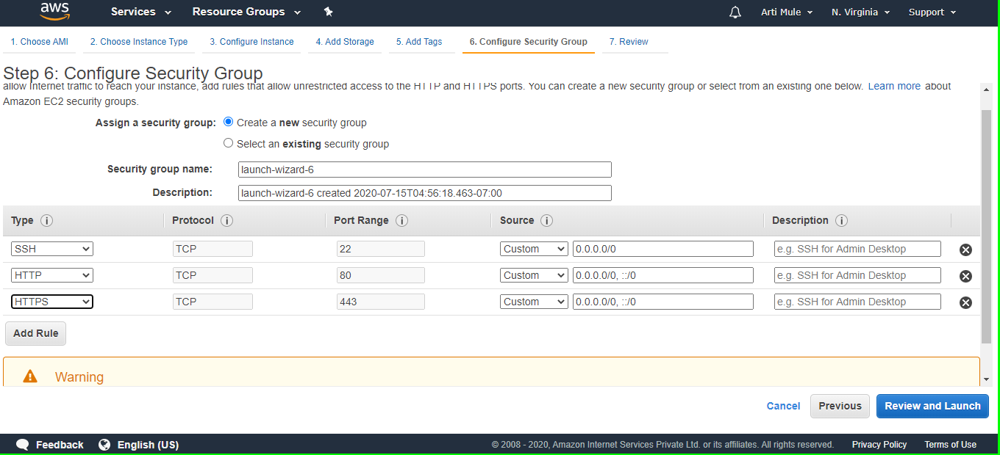 aws Services Resource Groups Arti Mule N. Virginia Support
1. Choose AMI 2. Choose Instance Type 3. Configure Instance 4. Add Storage 5. Add Tags 6. Configure Security Group 7. Review
Step 6: Configure Security Group
allow Internet traffic to reach your instance, add rules that allow unrestricted access to the HTTP and HTTPS ports. You can create a new security group or select from an existing one below. Learn more about
Amazon EC2 security groups.
Assign a security group: Create a new security group
Select an existing security group
Security group name: launch-wizard-6
Description: launch-wizard-6 created 2020-07-15T04:56:18.463-07:00
Type i Protocol i Port Range i Source i Description i
SSH TCP 22 Custom 0.0.0.0/0 e.g. SSH for Admin Desktop
HTTP TCP 80 Custom 0.0.0.0/0, ::/0 e.g. SSH for Admin Desktop
HTTPS TCP 443 Custom 0.0.0.0/0, ::/0 e.g. SSH for Admin Desktop
Add Rule
Warning
Cancel Previous Review and Launch
Feedback English (US) © 2008 - 2020, Amazon Internet Services Private Ltd. or its affiliates. All rights reserved. Privacy Policy Terms of Use